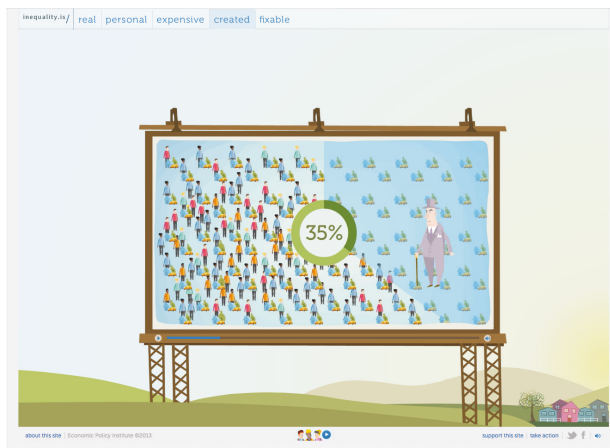 inequality.is/ real personal expensive created fixable
35%
about this site | Economic Policy Institute ©2013 support this site | take action